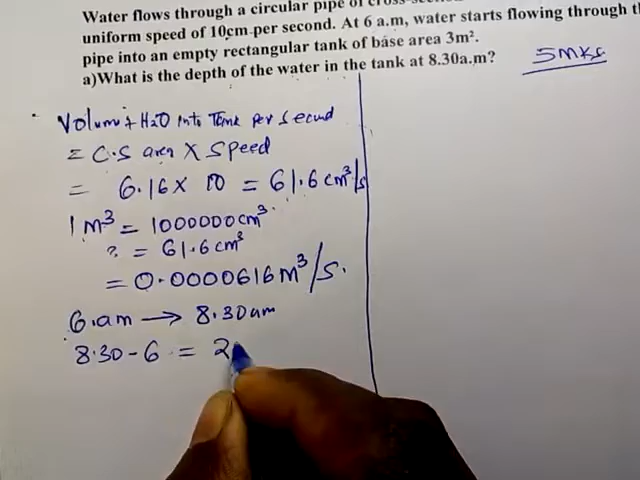 Water flows through a circular pipe of
uniform speed of 10cm per second. At 6 a.m, water starts flowing through
pipe into an empty rectangular tank of base area 3m².
a)What is the depth of the water in the tank at 8.30a.m?
5MKs
Volume of H2O into Tank per second
= C.S area X Speed
= 6.16 X 10 = 61.6 cm³/s
1m³ = 1000000cm³
? = 61.6cm³
= 0.0000616m³/s.
6.am → 8.30am
8.30 - 6 = 2